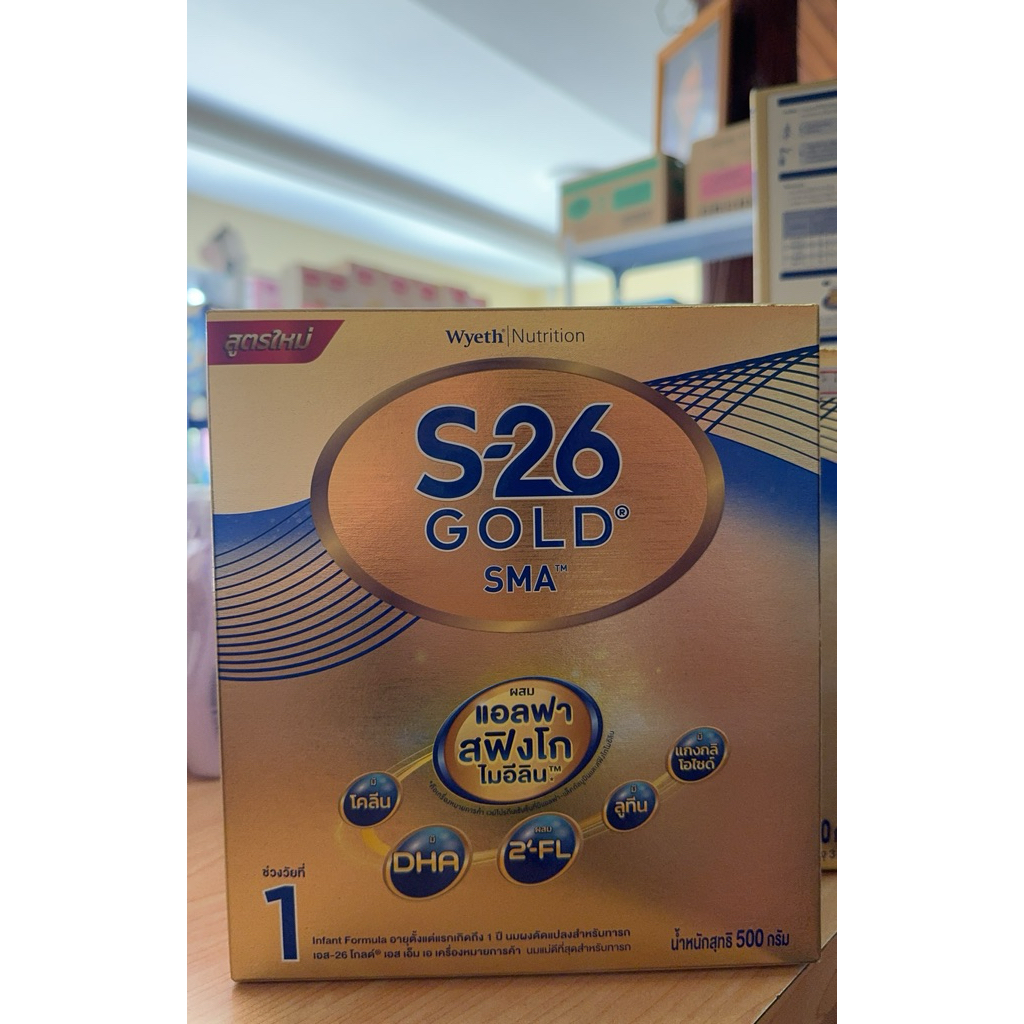 สูตรใหม่
Wyeth® | Nutrition
S-26
GOLD®
SMA™
ผสม
แอลฟา
สฟิงโก
ไมอีลิน™
มี
โคลีน
มี
DHA
ผสม
2'-FL
มี
ลูทีน
มี
แกงกลิ
โอไซด์
ช่วงวัยที่
1
Infant Formula อายุตั้งแต่แรกเกิดถึง 1 ปี นมผงดัดแปลงสำหรับทารก
เอส-26 โกลด์® เอส เอ็ม เอ เครื่องหมายการค้า นมแม่ดีที่สุดสำหรับทารก
น้ำหนักสุทธิ 500 กรัม